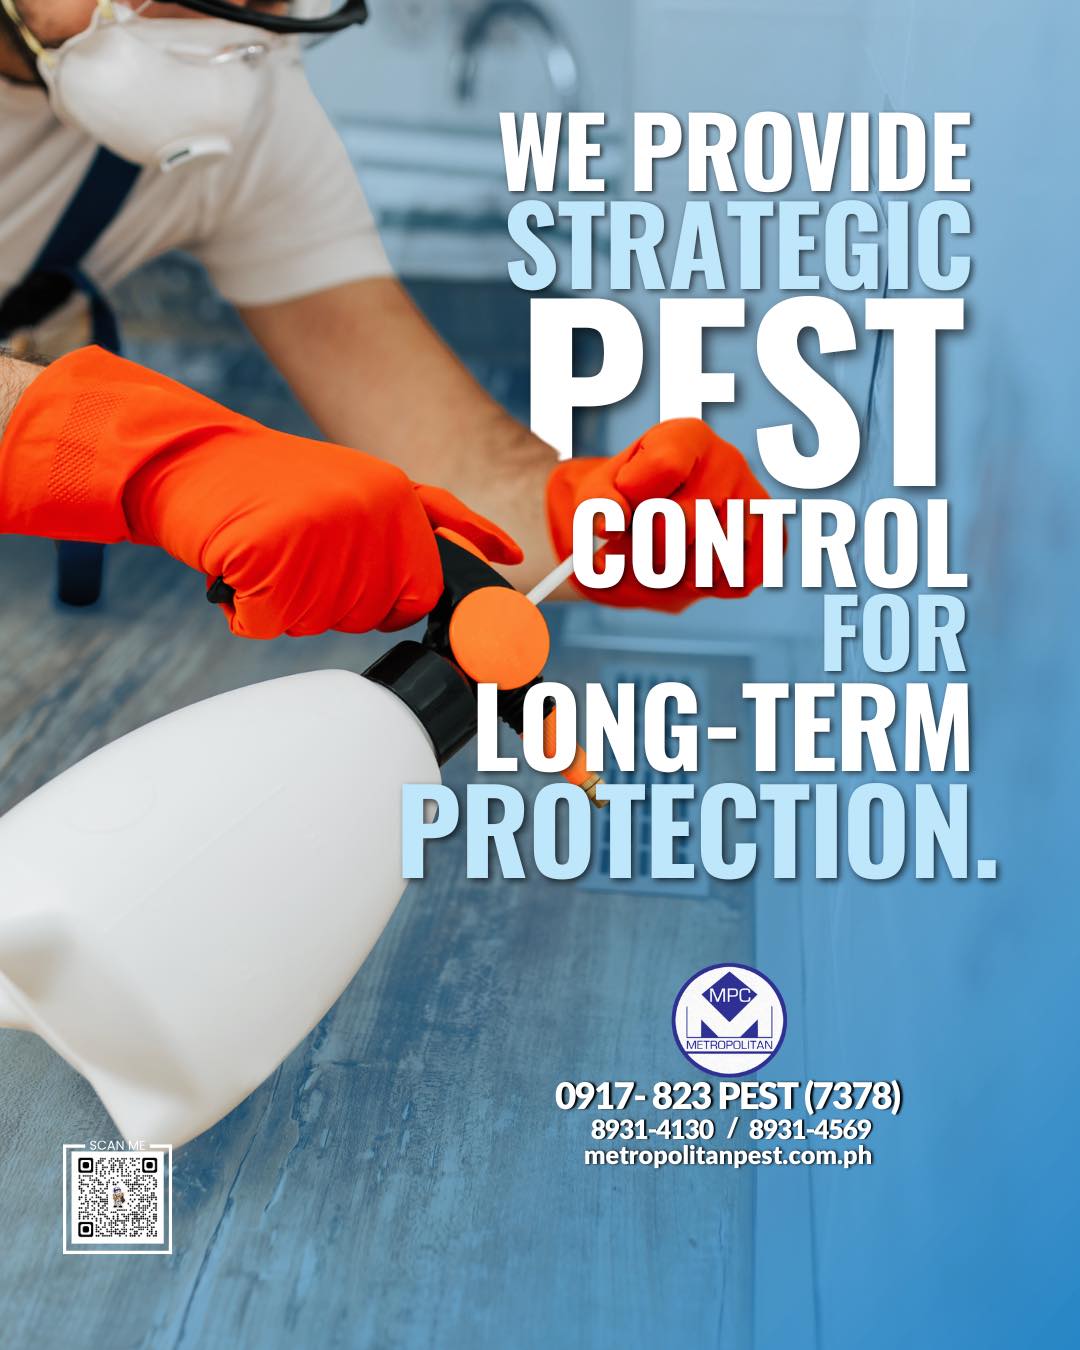 WE PROVIDE
STRATEGIC
PEST
CONTROL
FOR
LONG-TERM
PROTECTION.
MPC
METROPOLITAN
0917- 823 PEST (7378)
8931-4130 / 8931-4569
metropolitanpest.com.ph
SCAN ME